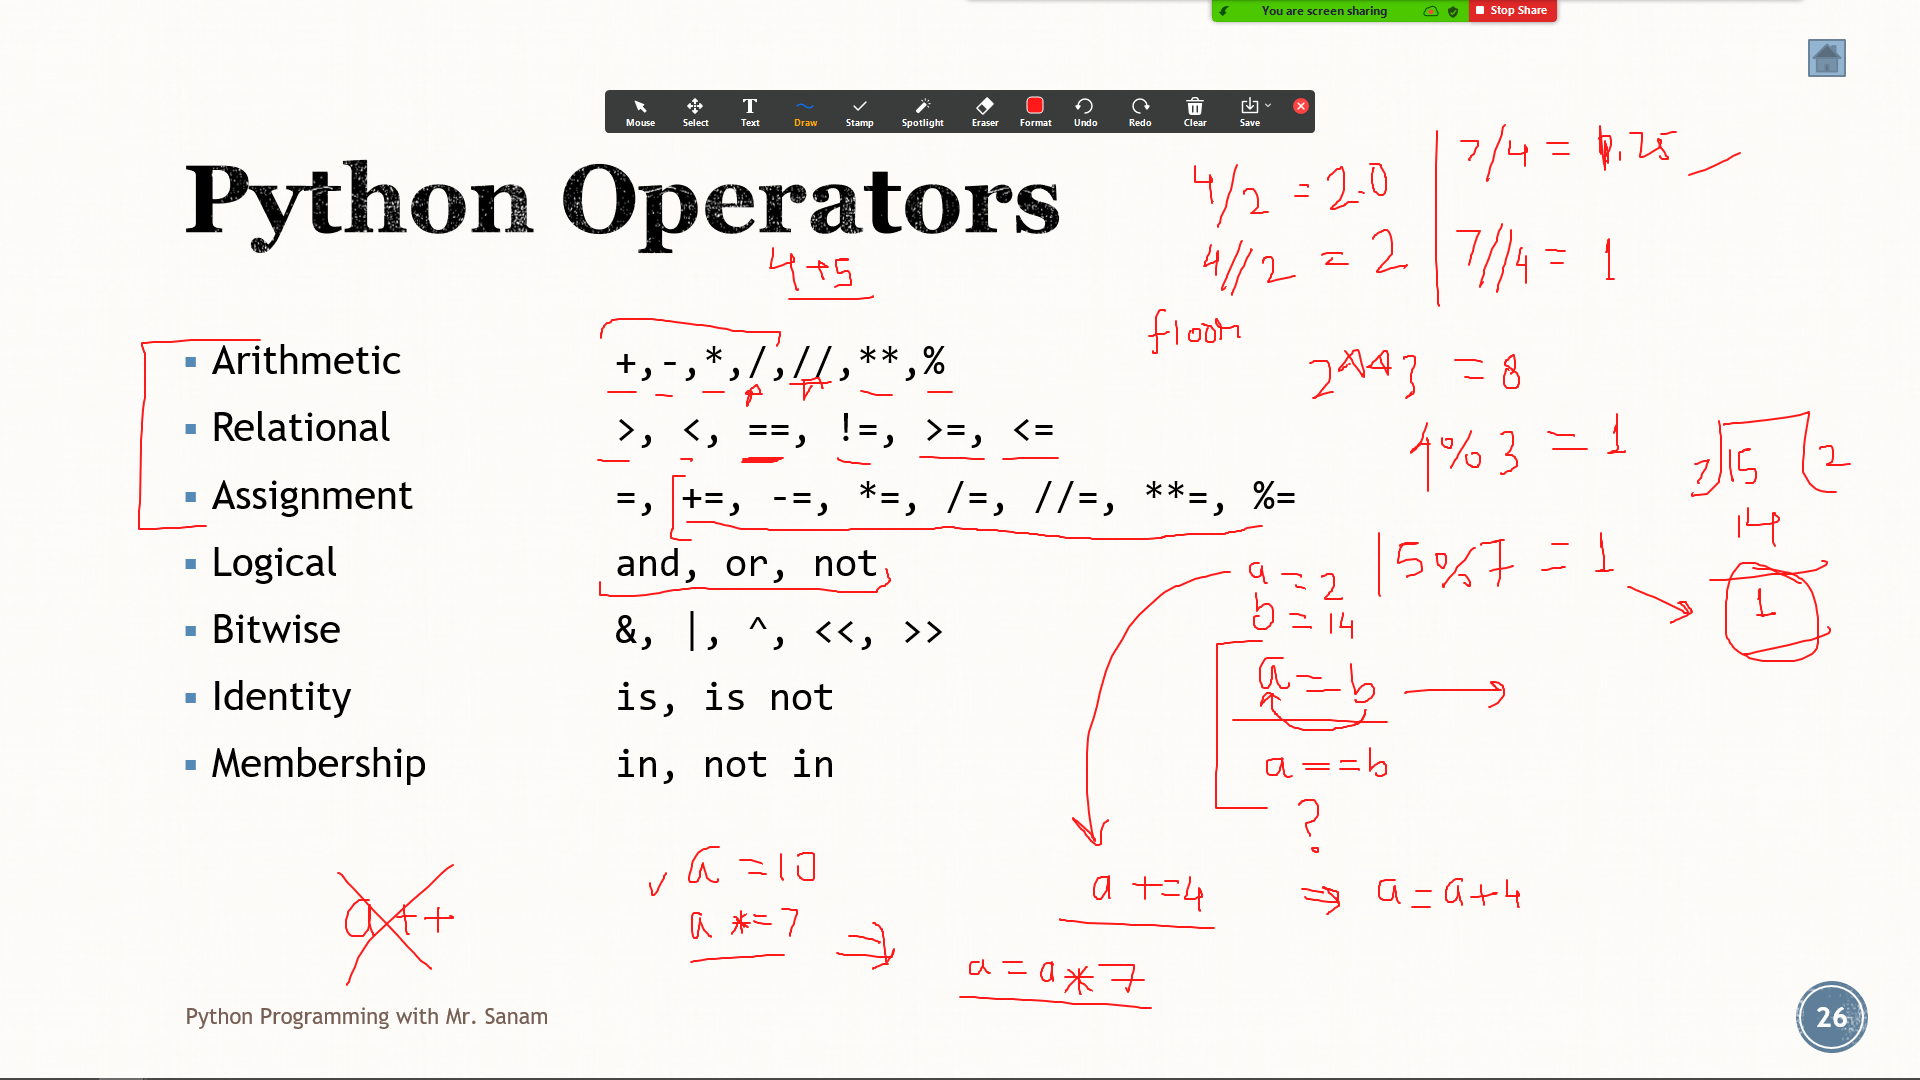 You are screen sharing Stop Share
Mouse Select Text Draw Stamp Spotlight Eraser Format Undo Redo Clear Save
Python Operators
4+5
4/2 = 2.0
4//2 = 2
7/4 = 1.75
7//4 = 1
floor
▪ Arithmetic +,-,*,/,//,**,%
2**3 = 8
▪ Relational >, <, ==, !=, >=, <=
4%3 = 1
7 15 2
14
1
▪ Assignment =, +=, -=, *=, /=, //=, **=, %=
▪ Logical and, or, not
15%7 = 1
a = 2
b = 14
▪ Bitwise &, |, ^, <<, >>
a = b
▪ Identity is, is not
▪ Membership in, not in
a == b
?
a++
a = 10
a *= 7
a = a * 7
a += 4 ⇒ a = a+4
Python Programming with Mr. Sanam
26